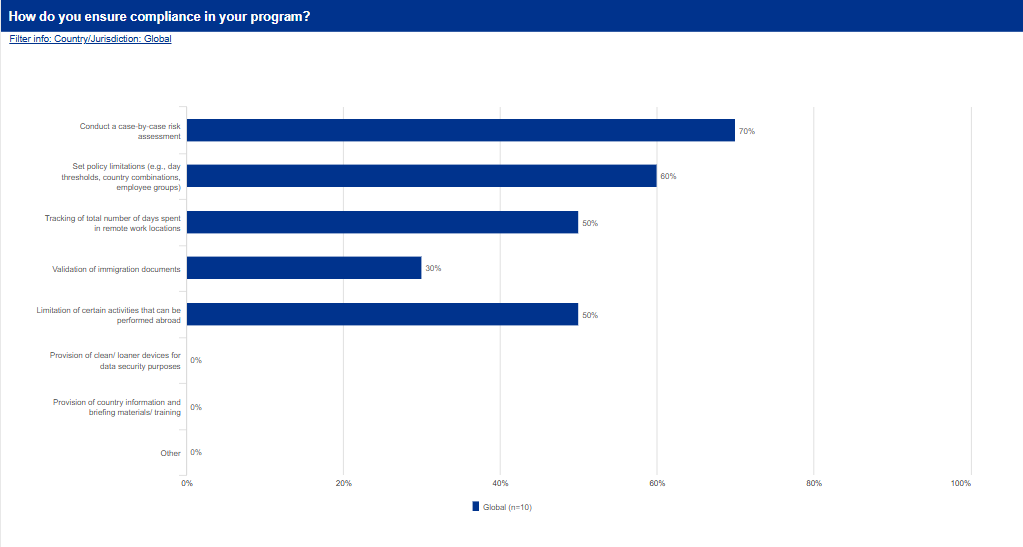 How do you ensure compliance in your program?
Filter info: Country/Jurisdiction: Global
Conduct a case-by-case risk
assessment
70%
Set policy limitations (e.g., day
thresholds, country combinations,
employee groups)
60%
Tracking of total number of days spent
in remote work locations
50%
Validation of immigration documents
30%
Limitation of certain activities that can be
performed abroad
50%
Provision of clean/ loaner devices for
data security purposes
0%
Provision of country information and
briefing materials/ training
0%
Other
0%
0% 20% 40% 60% 80% 100%
Global (n=10)